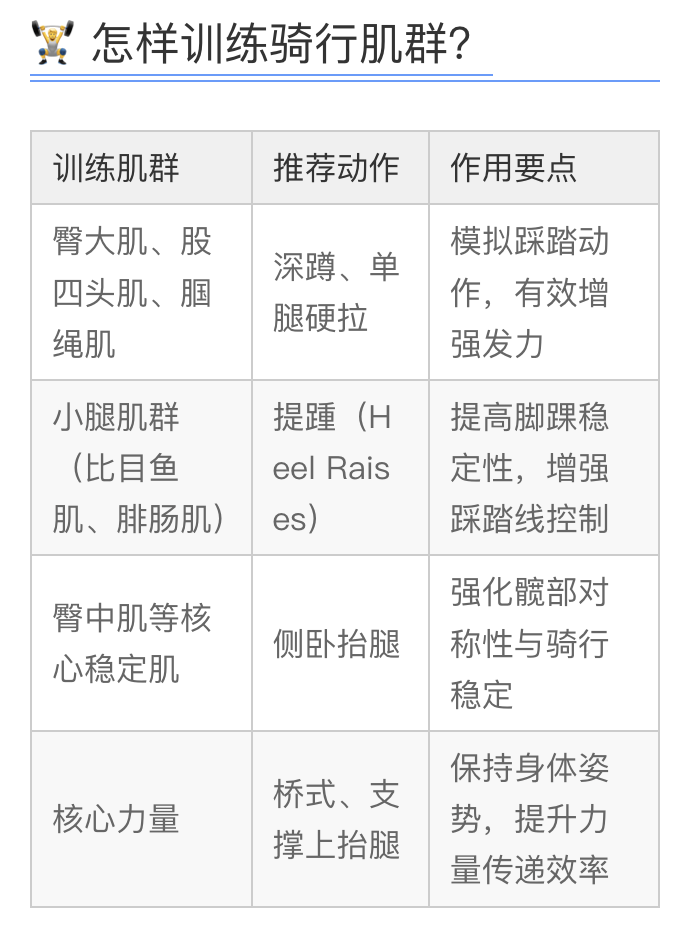 🏋️ 怎样训练骑行肌群？
训练肌群
推荐动作
作用要点
臀大肌、股
四头肌、腘
绳肌
深蹲、单
腿硬拉
模拟踩踏动
作，有效增
强发力
小腿肌群
（比目鱼
肌、腓肠肌）
提踵（H
eel Rais
es）
提高脚踝稳
定性，增强
踩踏线控制
臀中肌等核
心稳定肌
侧卧抬腿
强化髋部对
称性与骑行
稳定
核心力量
桥式、支
撑上抬腿
保持身体姿
势，提升力
量传递效率